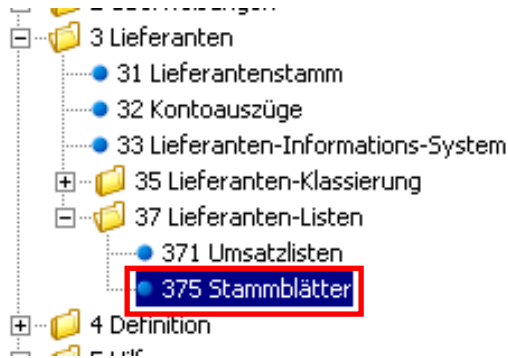 3 Lieferanten
31 Lieferantenstamm
32 Kontoauszüge
33 Lieferanten-Informations-System
35 Lieferanten-Klassierung
37 Lieferanten-Listen
371 Umsatzlisten
375 Stammblätter
4 Definition